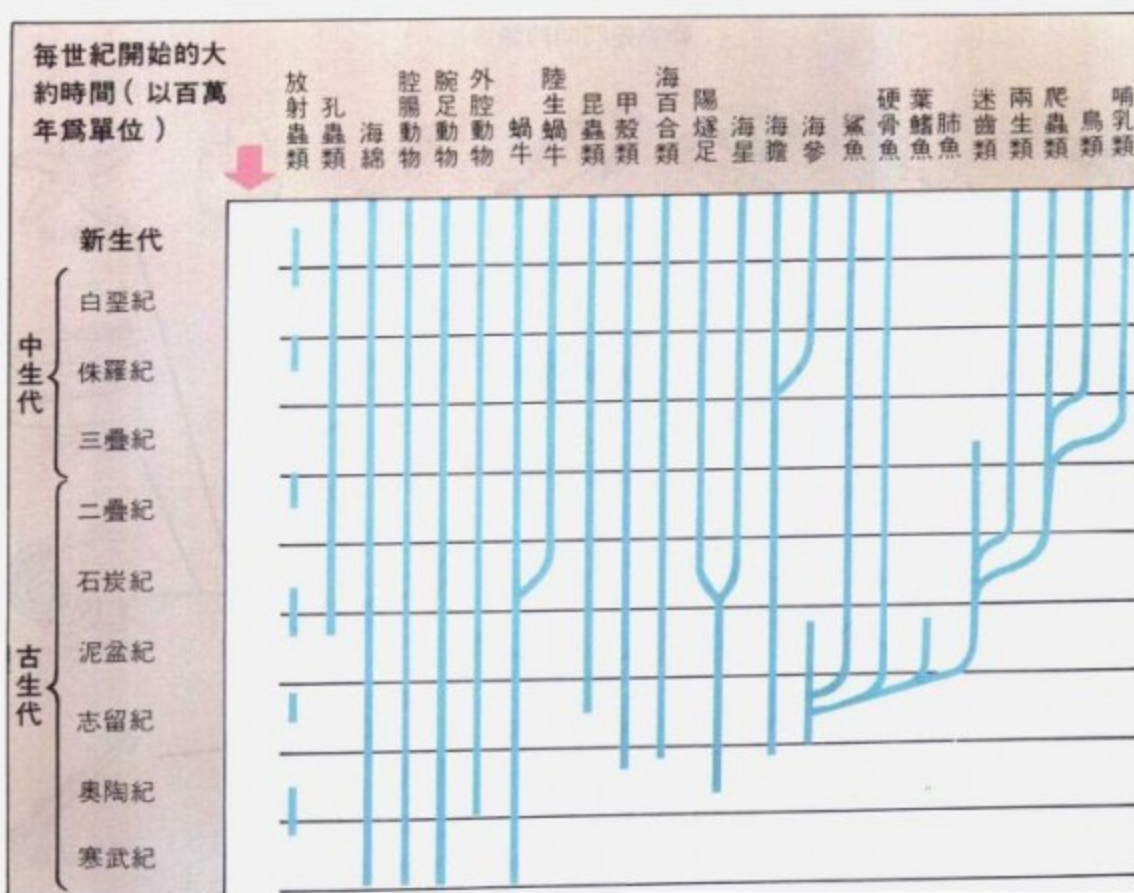 每世紀開始的大
約時間（以百萬
年爲單位）
放射蟲類
孔蟲類
海綿
腔腸動物
腕足動物
外腔動物
蝸牛
陸生蝸牛
昆蟲類
甲殼類
海百合類
陽燧足
海星
海膽
海參
鯊魚
硬骨魚
葉鰭魚
肺魚
迷齒類
兩生類
爬蟲類
鳥類
哺乳類
新生代
中生代
白堊紀
侏羅紀
三疊紀
古生代
二疊紀
石炭紀
泥盆紀
志留紀
奧陶紀
寒武紀